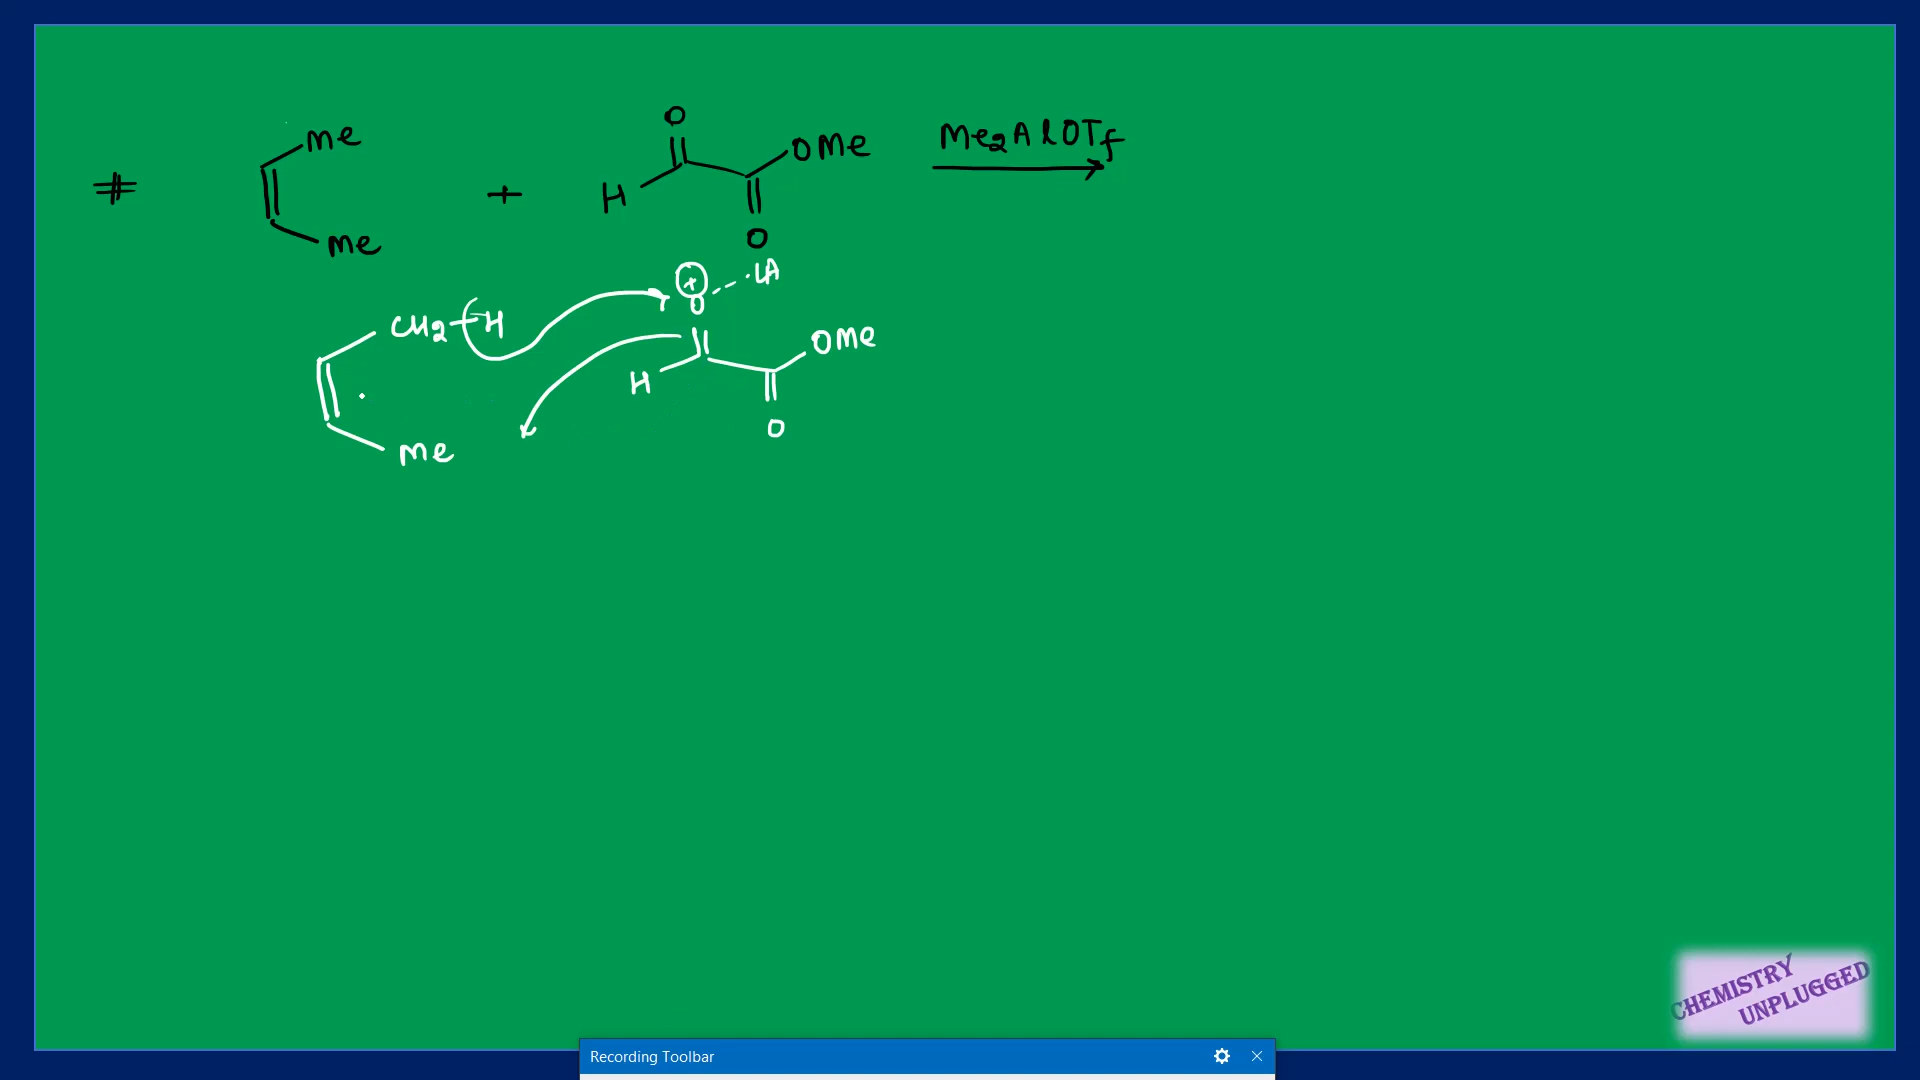 Me
O
OMe
Me2AlOTf
# + H
Me
O
+ LA
CH2-H O
OMe
H
O
Me
CHEMISTRY
UNPLUGGED
Recording Toolbar